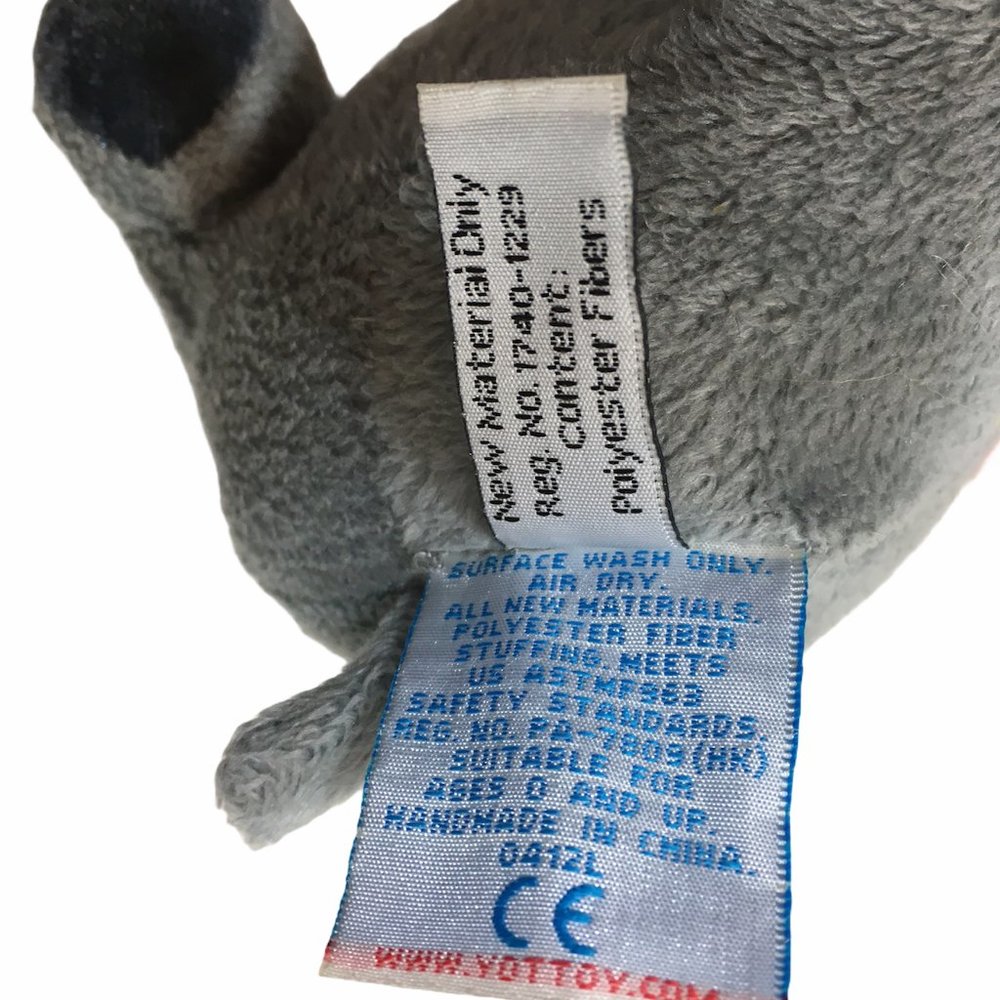 New Material Only
Reg. No. 1740-1229
Content:
Polyester Fibers
SURFACE WASH ONLY.
AIR DRY.
ALL NEW MATERIALS.
POLYESTER FIBER
STUFFING. MEETS
US ASTMF963
SAFETY STANDARDS
REG NO. PA-7809(HK)
SUITABLE FOR
AGES 0 AND UP.
HANDMADE IN CHINA.
0412L
CE
WWW.YOTTOY.COM